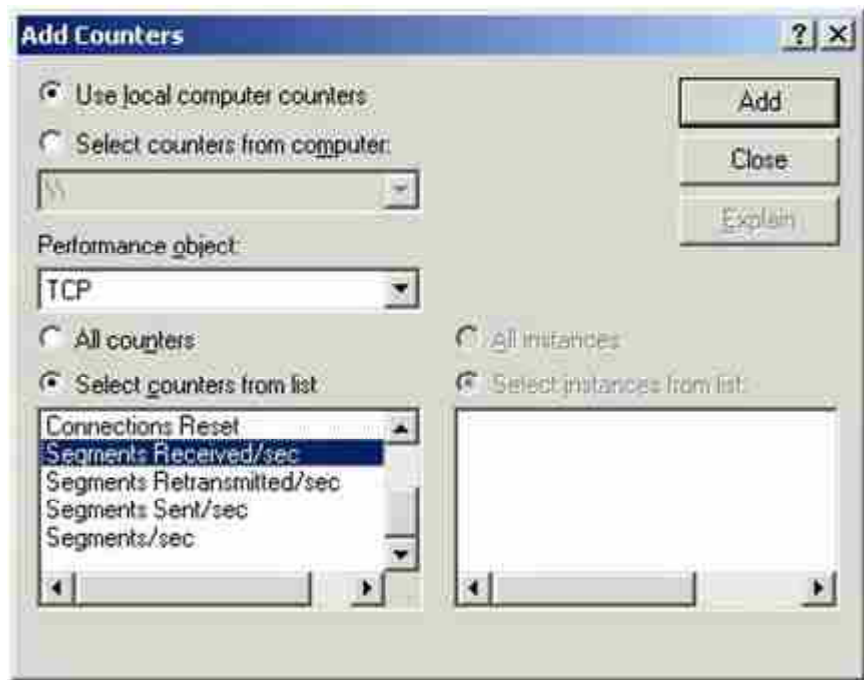 Add Counters
Use local computer counters
Select counters from computer:
\\
Add
Close
Explain
Performance object:
TCP
All counters
Select counters from list
Connections Reset
Segments Received/sec
Segments Retransmitted/sec
Segments Sent/sec
Segments/sec
All instances
Select instances from list: